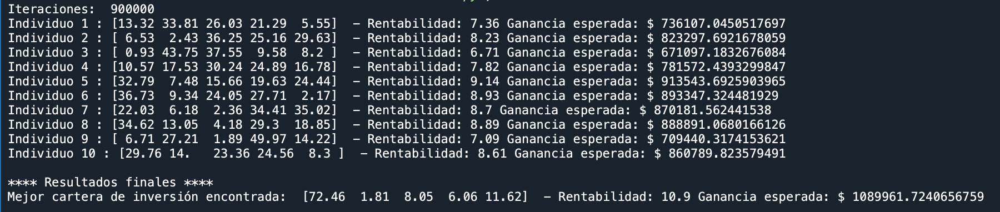 Iteraciones:  900000
Individuo 1 : [13.32 33.81 26.03 21.29  5.55]  – Rentabilidad: 7.36 Ganancia esperada: $ 736107.0450517697
Individuo 2 : [ 6.53  2.43 36.25 25.16 29.63]  – Rentabilidad: 8.23 Ganancia esperada: $ 823297.6921678059
Individuo 3 : [ 0.93 43.75 37.55  9.58  8.2 ]  – Rentabilidad: 6.71 Ganancia esperada: $ 671097.1832676084
Individuo 4 : [10.57 17.53 30.24 24.89 16.78]  – Rentabilidad: 7.82 Ganancia esperada: $ 781572.4393299847
Individuo 5 : [32.79  7.48 15.66 19.63 24.44]  – Rentabilidad: 9.14 Ganancia esperada: $ 913543.6925903965
Individuo 6 : [36.73  9.34 24.05 27.71  2.17]  – Rentabilidad: 8.93 Ganancia esperada: $ 893347.324481929
Individuo 7 : [22.03  6.18  2.36 34.41 35.02]  – Rentabilidad: 8.7 Ganancia esperada: $ 870181.562441538
Individuo 8 : [34.62 13.05  4.18 29.3  18.85]  – Rentabilidad: 8.89 Ganancia esperada: $ 888891.0680166126
Individuo 9 : [ 6.71 27.21  1.89 49.97 14.22]  – Rentabilidad: 7.09 Ganancia esperada: $ 709440.3174153621
Individuo 10 : [29.76 14.   23.36 24.56  8.3 ]  – Rentabilidad: 8.61 Ganancia esperada: $ 860789.823579491
**** Resultados finales ****
Mejor cartera de inversión encontrada:  [72.46  1.81  8.05  6.06 11.62]  – Rentabilidad: 10.9 Ganancia esperada: $ 1089961.7240656759